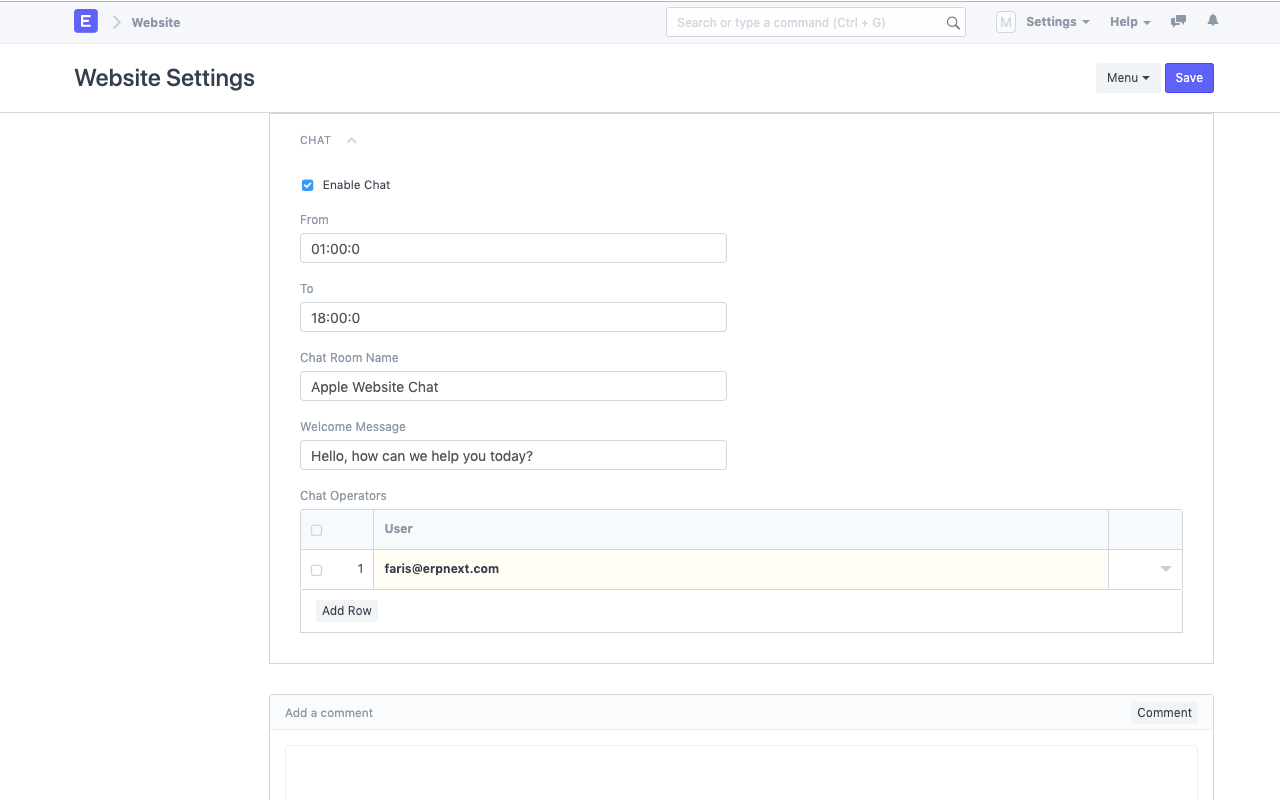 E
Website
Search or type a command (Ctrl + G)
M
Settings
Help
Website Settings
Menu
Save
CHAT
Enable Chat
From
01:00:0
To
18:00:0
Chat Room Name
Apple Website Chat
Welcome Message
Hello, how can we help you today?
Chat Operators
User
1 faris@erpnext.com
Add Row
Add a comment
Comment